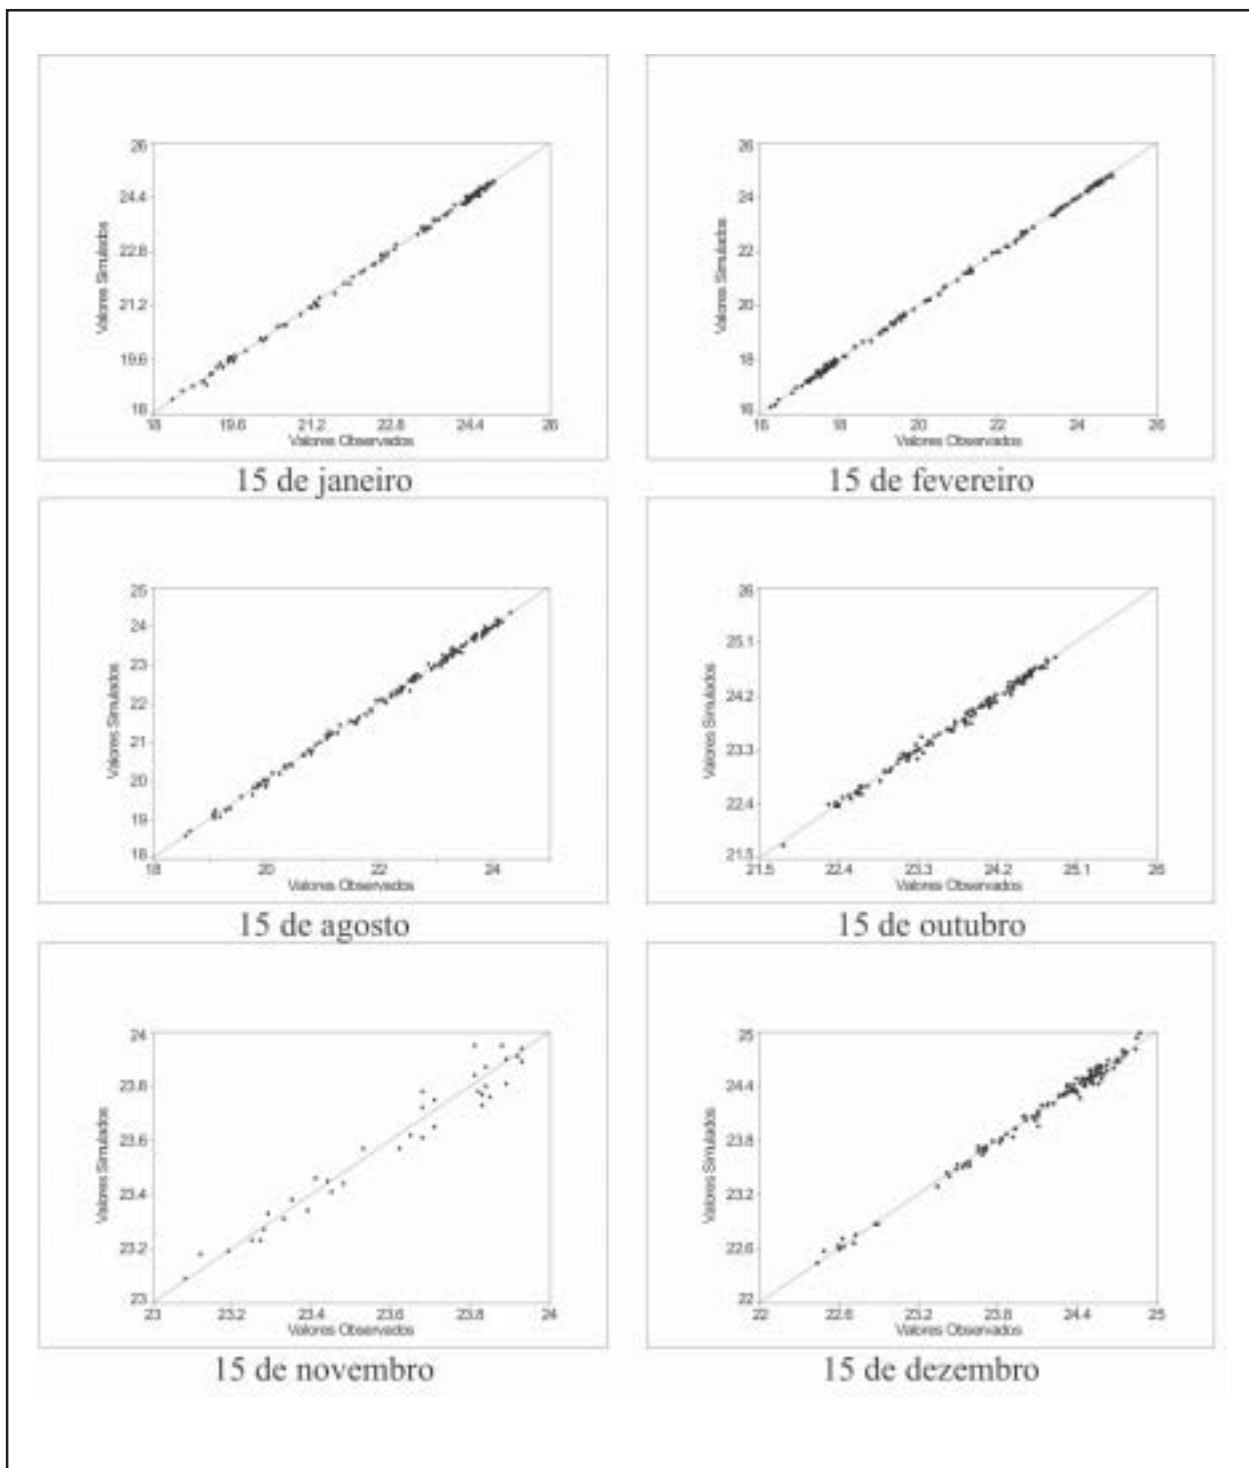 26
24.4
22.8
21.2
19.6
18
Valores Simulados
18 19.6 21.2 22.8 24.4 26
Valores Observados
15 de janeiro
26
24
22
20
18
16
Valores Simulados
16 18 20 22 24 26
Valores Observados
15 de fevereiro
25
24
23
22
21
20
19
18
Valores Simulados
18 20 22 24
Valores Observados
15 de agosto
26
25.1
24.2
23.3
22.4
21.5
Valores Simulados
21.5 22.4 23.3 24.2 25.1 26
Valores Observados
15 de outubro
24
23.8
23.6
23.4
23.2
23
Valores Simulados
23 23.2 23.4 23.6 23.8 24
Valores Observados
15 de novembro
25
24.4
23.8
23.2
22.6
22
Valores Simulados
22 22.6 23.2 23.8 24.4 25
Valores Observados
15 de dezembro